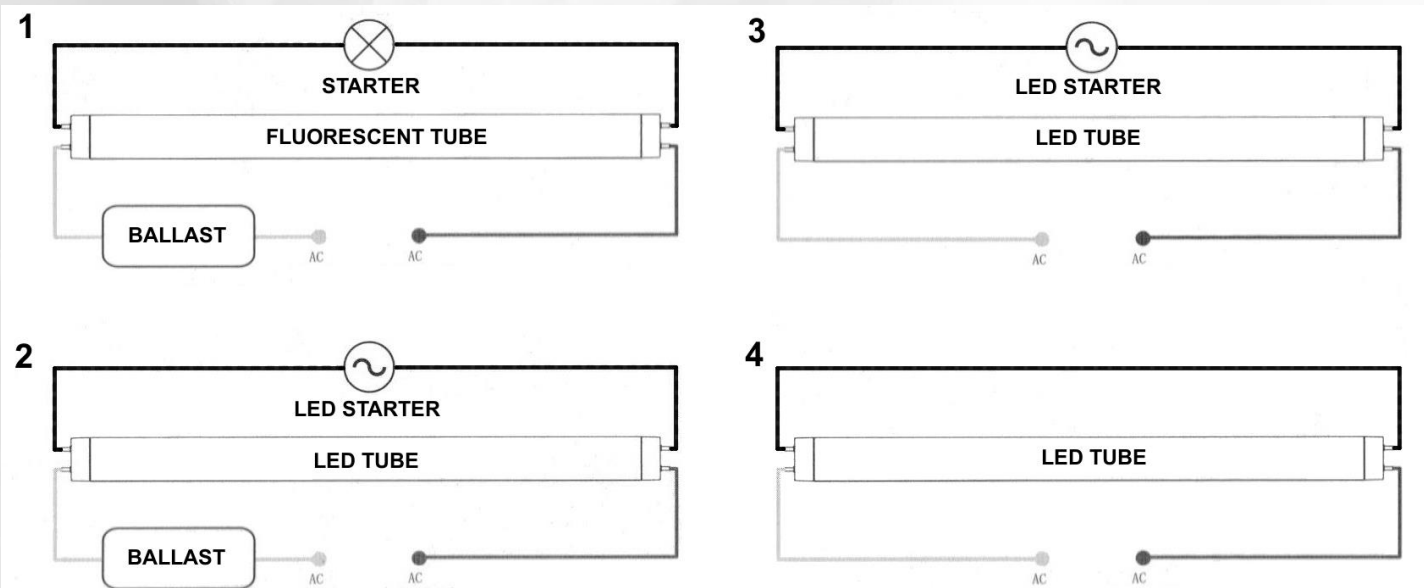 1
STARTER
FLUORESCENT TUBE
BALLAST
AC
AC
2
LED STARTER
LED TUBE
BALLAST
AC
AC
3
LED STARTER
LED TUBE
AC
AC
4
LED TUBE
AC
AC